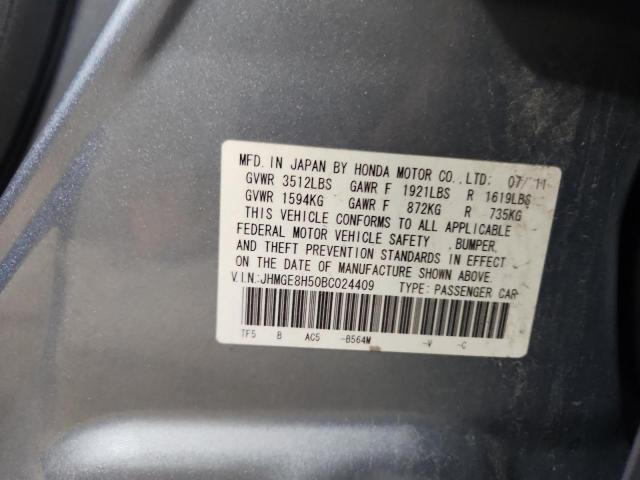 MFD. IN JAPAN BY HONDA MOTOR CO., LTD. 07/11
GVWR 3512LBS GAWR F 1921LBS R 1619LBS
GVWR 1594KG GAWR F 872KG R 735KG
THIS VEHICLE CONFORMS TO ALL APPLICABLE
FEDERAL MOTOR VEHICLE SAFETY , BUMPER,
AND THEFT PREVENTION STANDARDS IN EFFECT
ON THE DATE OF MANUFACTURE SHOWN ABOVE.
V.I.N.:JHMGE8H50BC024409 TYPE: PASSENGER CAR
TF5 B AC5 -B564M -V -C